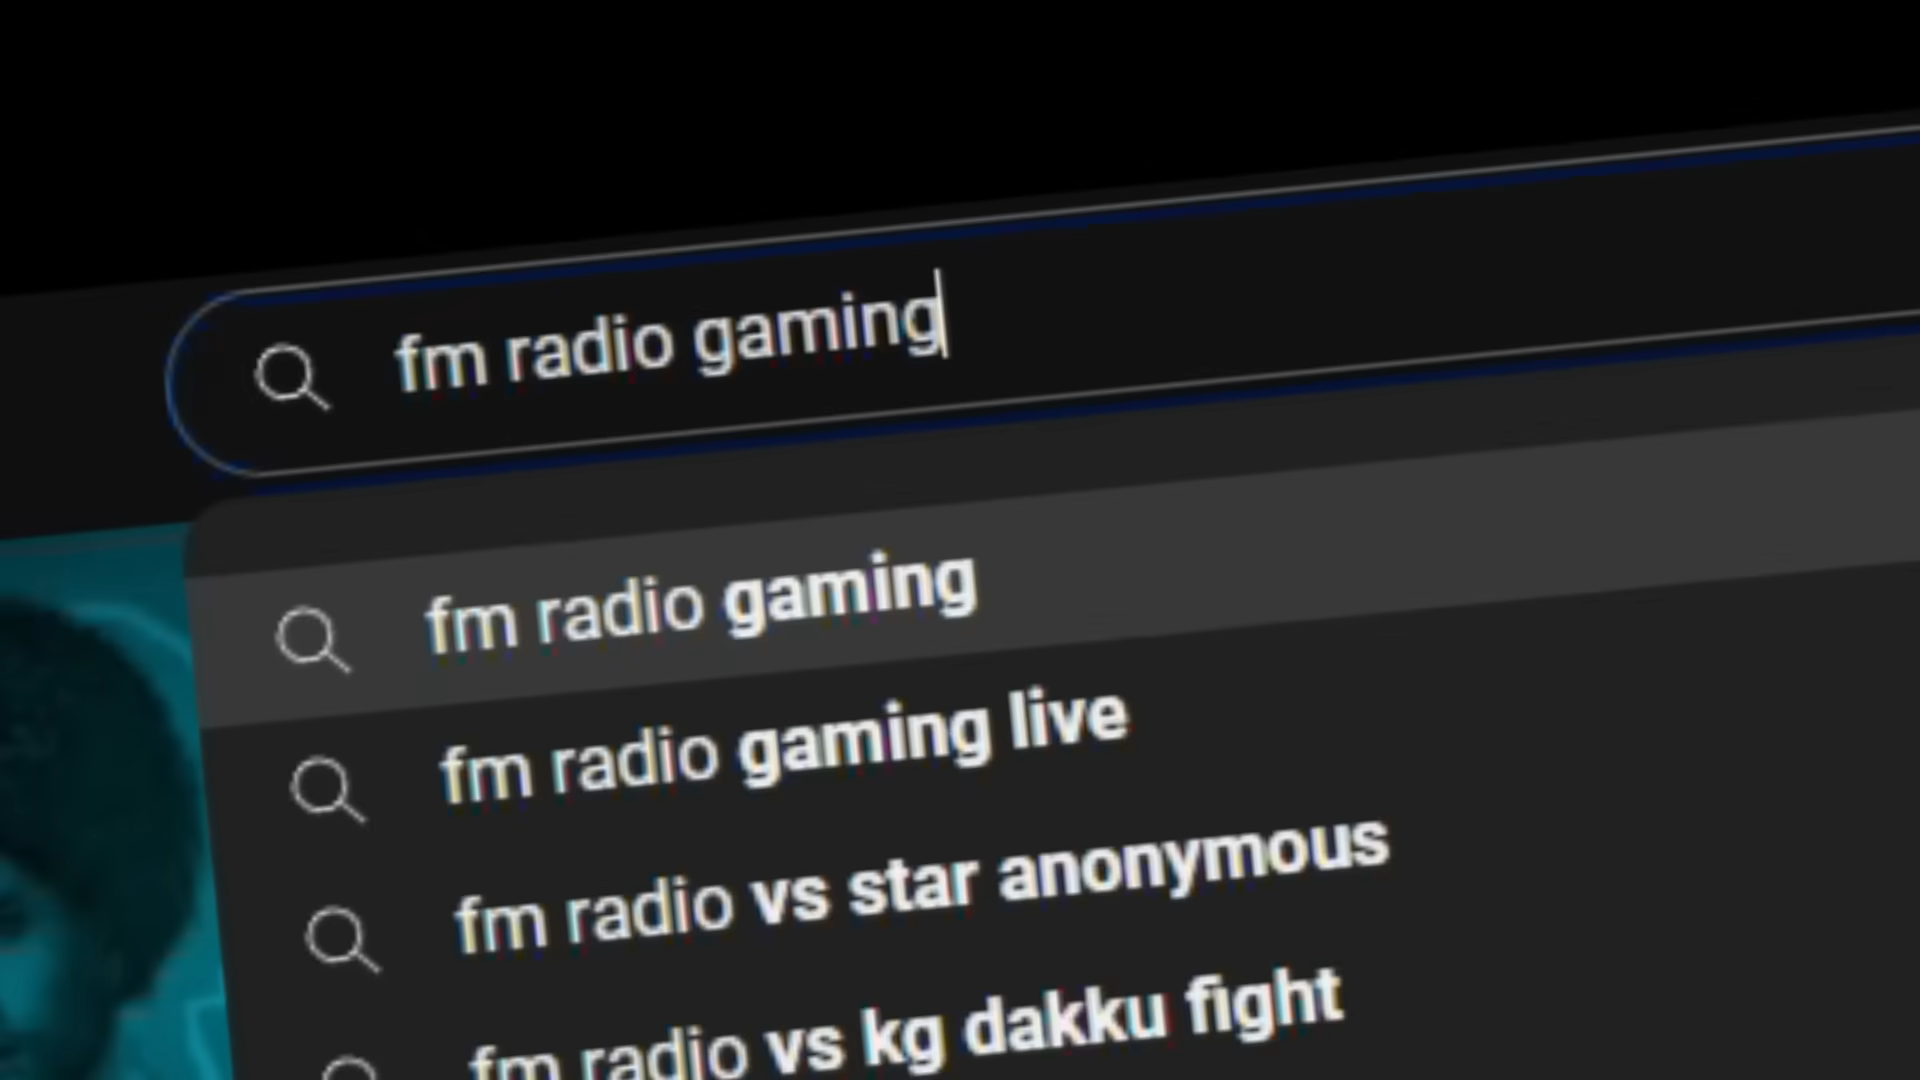 fm radio gaming
fm radio gaming
fm radio gaming live
fm radio vs star anonymous
fm radio vs kg dakku fight